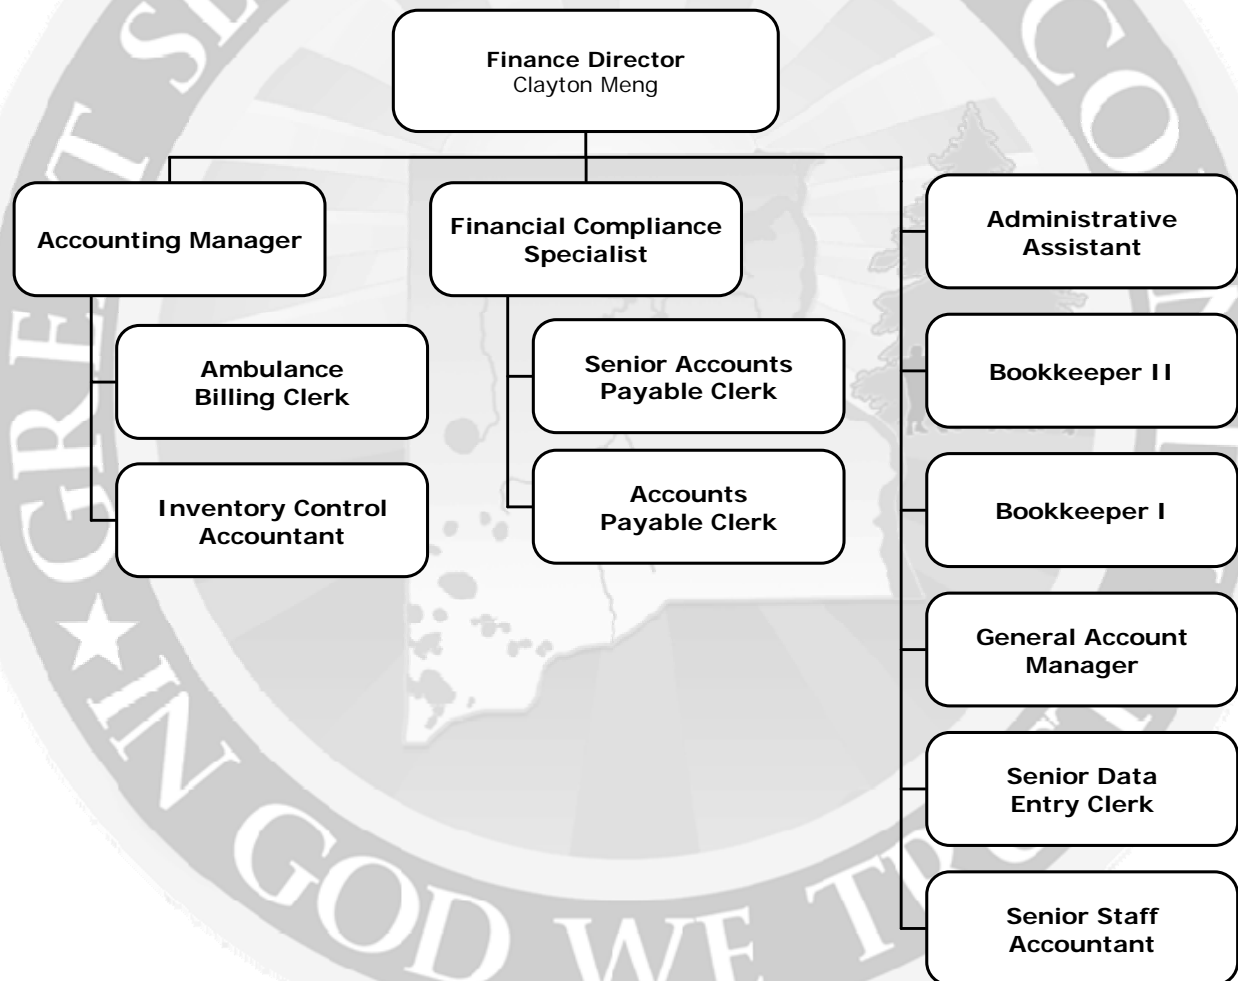 Finance Director
Clayton Meng
Accounting Manager
Financial Compliance
Specialist
Administrative
Assistant
Ambulance
Billing Clerk
Senior Accounts
Payable Clerk
Bookkeeper II
Inventory Control
Accountant
Accounts
Payable Clerk
Bookkeeper I
General Account
Manager
Senior Data
Entry Clerk
Senior Staff
Accountant
IN GOD WE TRUST